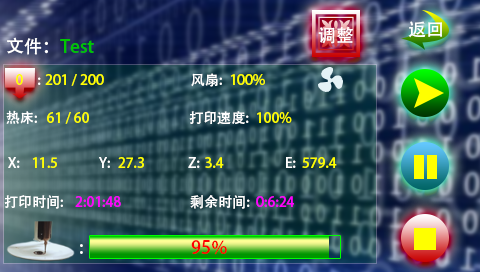 调整
返回
文件: Test
0 : 201 / 200 风扇: 100%
热床: 61 / 60 打印速度: 100%
X: 11.5 Y: 27.3 Z: 3.4 E: 579.4
打印时间: 2:01:48 剩余时间: 0:6:24
: 95%